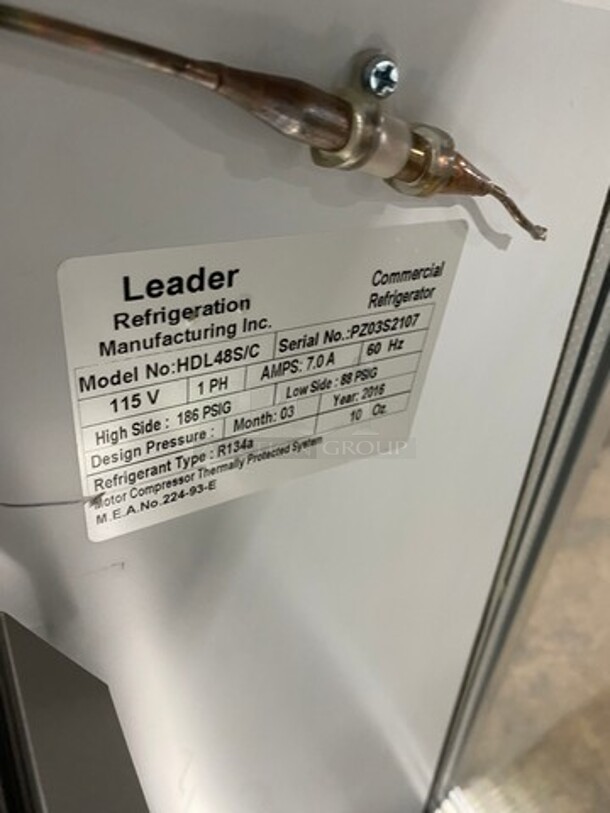 Leader
Refrigeration
Manufacturing Inc.
Commercial
Refrigerator
Model No:HDL48S/C Serial No.:PZ03S2107
115 V 1 PH AMPS: 7.0 A 60 Hz
High Side : 186 PSIG Low Side : 88 PSIG
Design Pressure : Month: 03 Year: 2016
Refrigerant Type : R134a 10 Oz.
Motor Compressor Thermally Protected System
M.E.A.No.224-93-E
GROUP